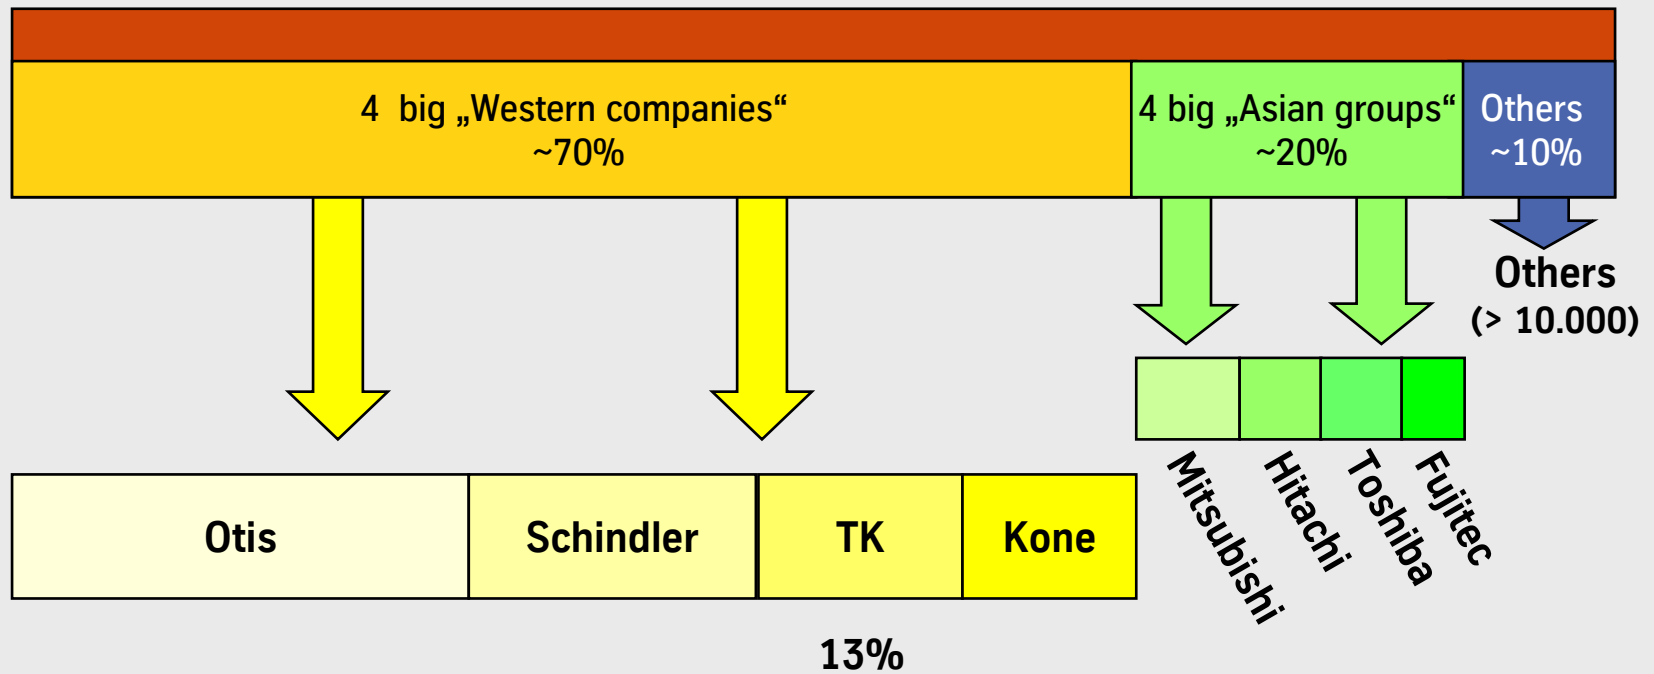 4 big „Western companies“
~70%
4 big „Asian groups“
~20%
Others
~10%
Others
(> 10.000)
Otis
Schindler
TK
Kone
Mitsubishi
Hitachi
Toshiba
Fujitec
13%